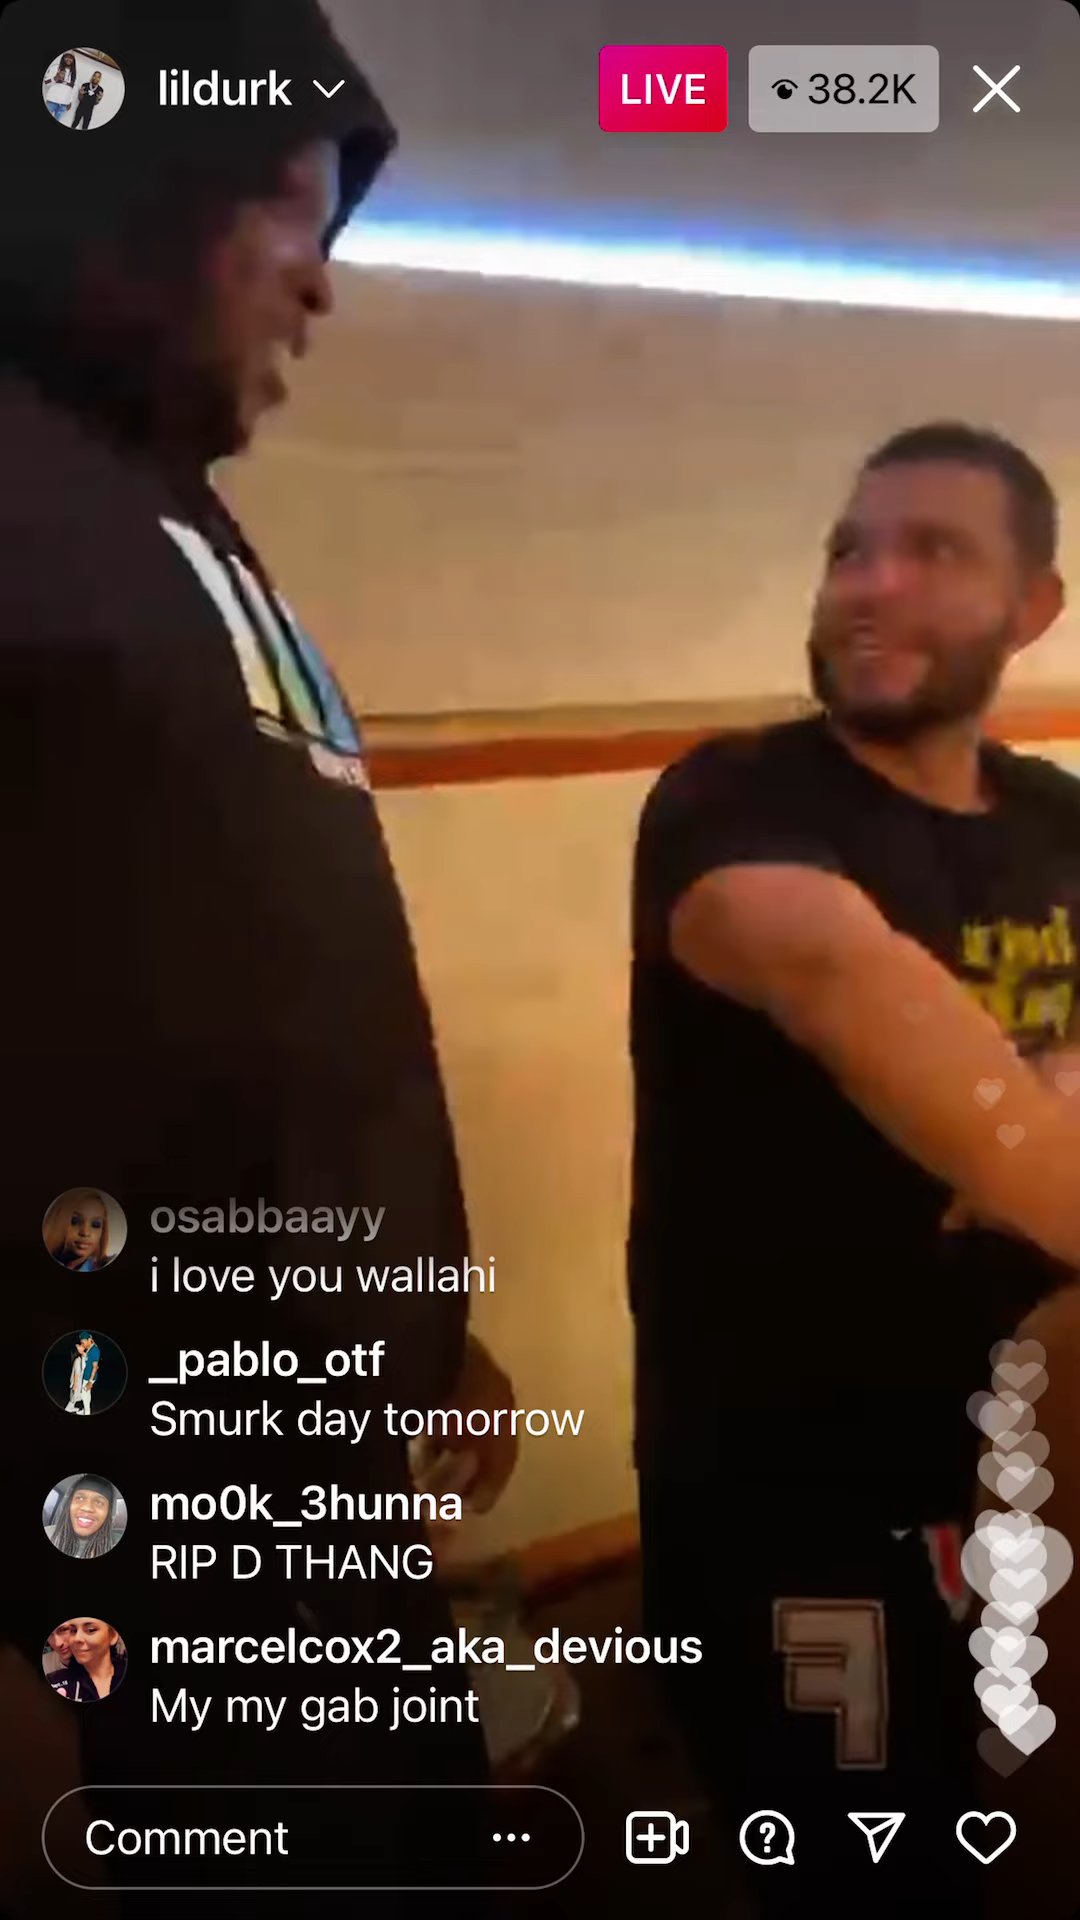 lildurk
LIVE
38.2K
osabbaayy
i love you wallahi
_pablo_otf
Smurk day tomorrow
mo0k_3hunna
RIP D THANG
marcelcox2_aka_devious
My my gab joint
Comment